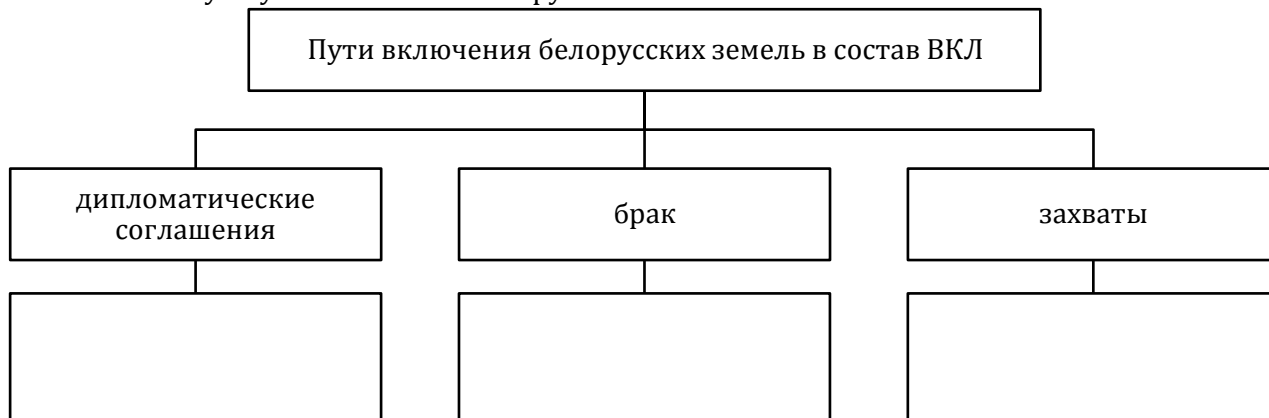 Пути включения белорусских земель в состав ВКЛ
дипломатические
соглашения
брак
захваты